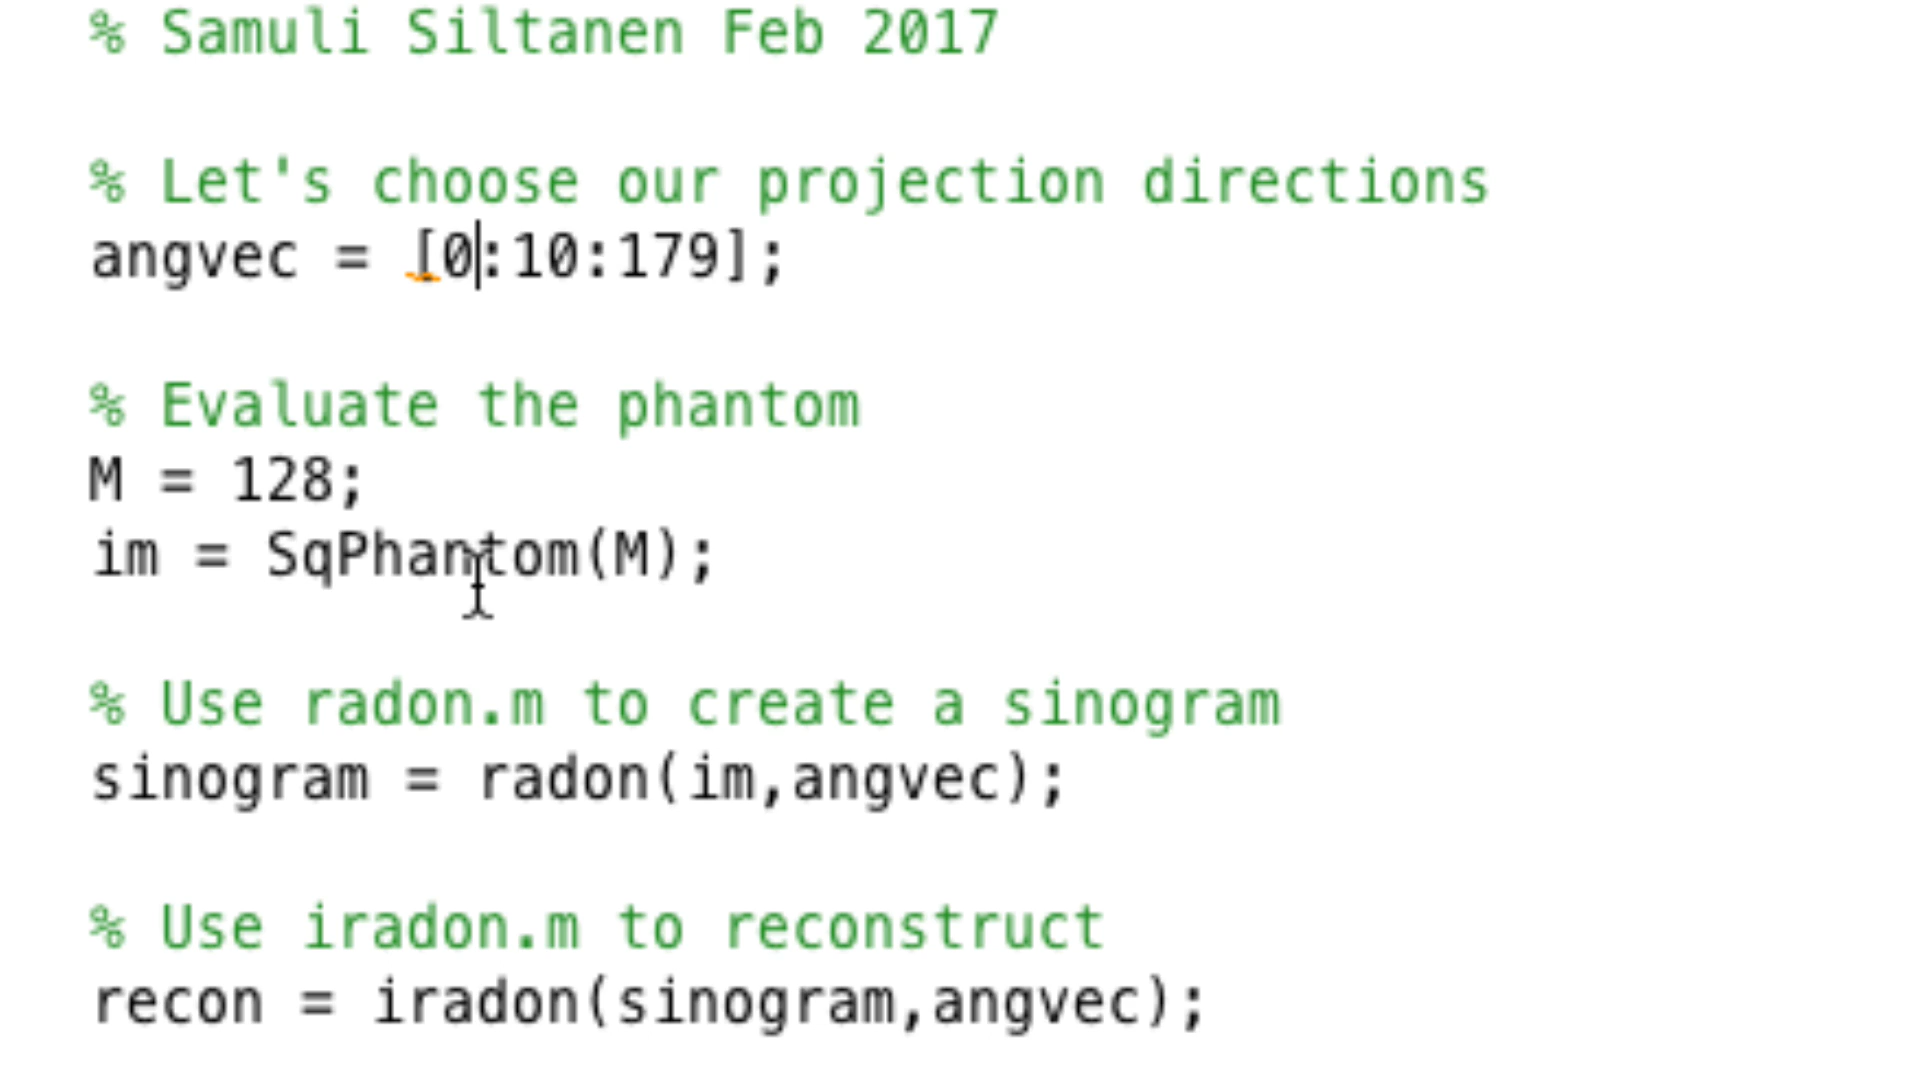 % Samuli Siltanen Feb 2017
% Let's choose our projection directions
angvec = [0:10:179];
% Evaluate the phantom
M = 128;
im = SqPhantom(M);
% Use radon.m to create a sinogram
sinogram = radon(im,angvec);
% Use iradon.m to reconstruct
recon = iradon(sinogram,angvec);